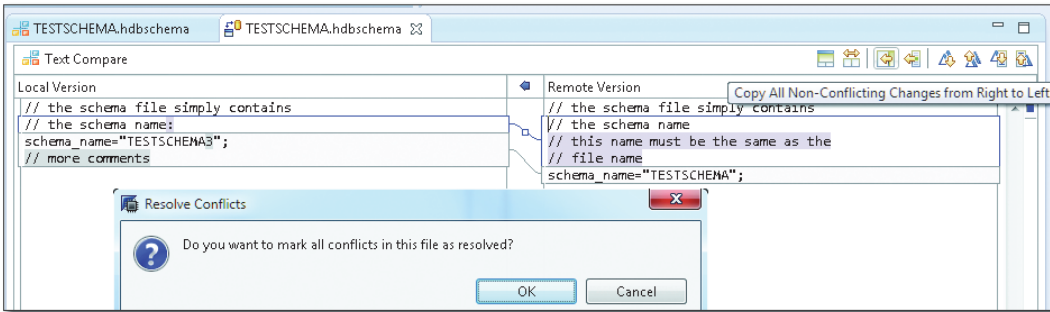 TESTSCHEMA.hdbschema
TESTSCHEMA.hdbschema
Text Compare
Local Version
Remote Version
Copy All Non-Conflicting Changes from Right to Left
// the schema file simply contains
// the schema name:
schema_name="TESTSCHEMA3";
// more comments
// the schema file simply contains
// the schema name
// this name must be the same as the
// file name
schema_name="TESTSCHEMA";
Resolve Conflicts
Do you want to mark all conflicts in this file as resolved?
OK
Cancel